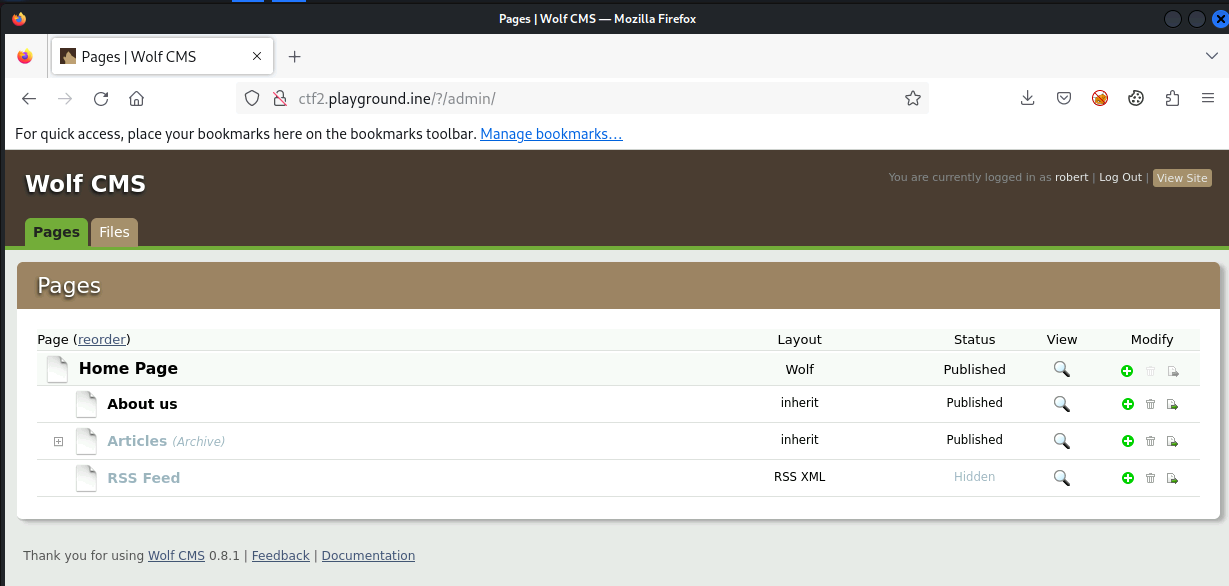 Pages | Wolf CMS — Mozilla Firefox
Pages | Wolf CMS
ctf2.playground.ine/?/admin/
For quick access, place your bookmarks here on the bookmarks toolbar. Manage bookmarks…
Wolf CMS
You are currently logged in as robert | Log Out | View Site
Pages Files
Pages
Page (reorder) Layout Status View Modify
Home Page Wolf Published
About us inherit Published
Articles (Archive) inherit Published
RSS Feed RSS XML Hidden
Thank you for using Wolf CMS 0.8.1 | Feedback | Documentation